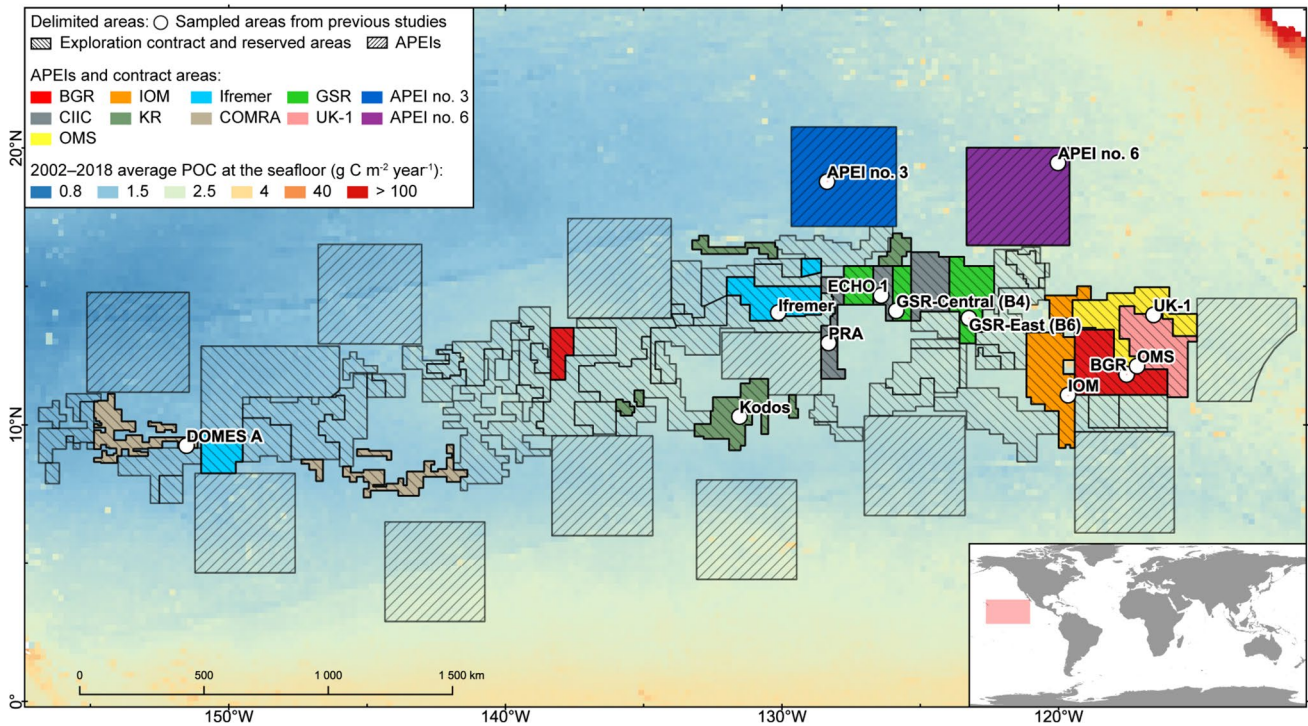 Delimited areas: Sampled areas from previous studies
Exploration contract and reserved areas APEIs
APEIs and contract areas:
BGR IOM Ifremer GSR APEI no. 3
CIIC KR COMRA UK-1 APEI no. 6
OMS
2002–2018 average POC at the seafloor (g C m⁻² year⁻¹):
0.8 1.5 2.5 4 40 > 100
20°N
APEI no. 6
APEI no. 3
ECHO 1
GSR-Central (B4)
UK-1
Ifremer
GSR-East (B6)
PRA
BGR
OMS
IOM
10°N
Kodos
DOMES A
0 500 1 000 1 500 km
0°
150°W 140°W 130°W 120°W